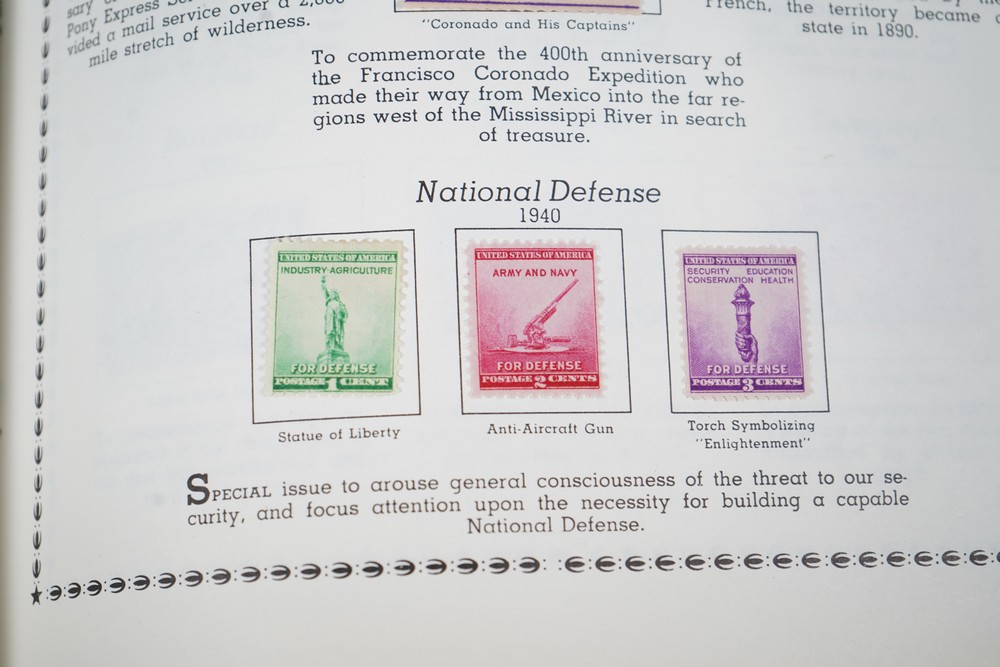 sary of
Pony Express
vided a mail service over a
mile stretch of wilderness.
"Coronado and His Captains"
French, the territory became
state in 1890.
To commemorate the 400th anniversary of
the Francisco Coronado Expedition who
made their way from Mexico into the far re-
gions west of the Mississippi River in search
of treasure.
National Defense
1940
UNITED STATES OF AMERICA
INDUSTRY AGRICULTURE
FOR DEFENSE
POSTAGE 1 CENT
Statue of Liberty
UNITED STATES OF AMERICA
ARMY AND NAVY
FOR DEFENSE
POSTAGE 2 CENTS
Anti-Aircraft Gun
UNITED STATES OF AMERICA
SECURITY EDUCATION
CONSERVATION HEALTH
FOR DEFENSE
POSTAGE 3 CENTS
Torch Symbolizing
"Enlightenment"
SPECIAL issue to arouse general consciousness of the threat to our se-
curity, and focus attention upon the necessity for building a capable
National Defense.